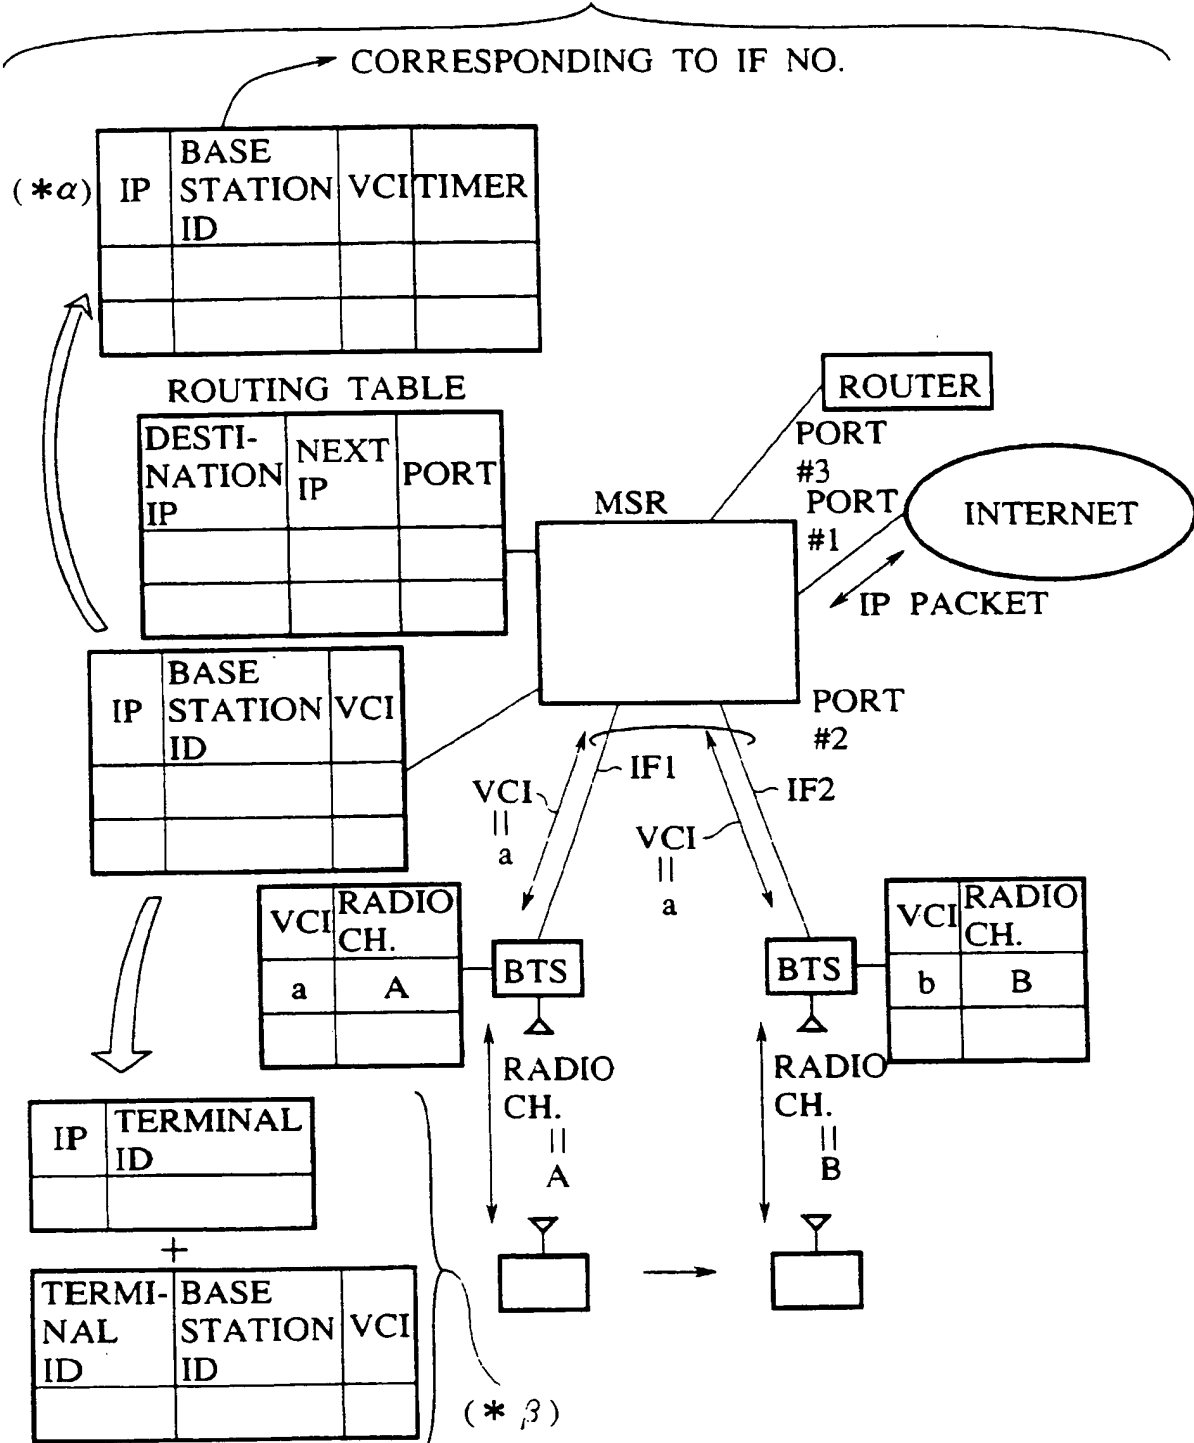 CORRESPONDING TO IF NO.
(*α)
IP
BASE
STATION
ID
VCI
TIMER
ROUTING TABLE
DESTI-
NATION
IP
NEXT
IP
PORT
MSR
ROUTER
PORT
#3
PORT
#1
INTERNET
IP PACKET
PORT
#2
IP
BASE
STATION
ID
VCI
IF1
IF2
VCI
=
a
VCI
=
a
VCI
RADIO
CH.
a
A
BTS
BTS
VCI
RADIO
CH.
b
B
RADIO
CH.
=
A
RADIO
CH.
=
B
IP
TERMINAL
ID
+
TERMI-
NAL
ID
BASE
STATION
ID
VCI
(* β)